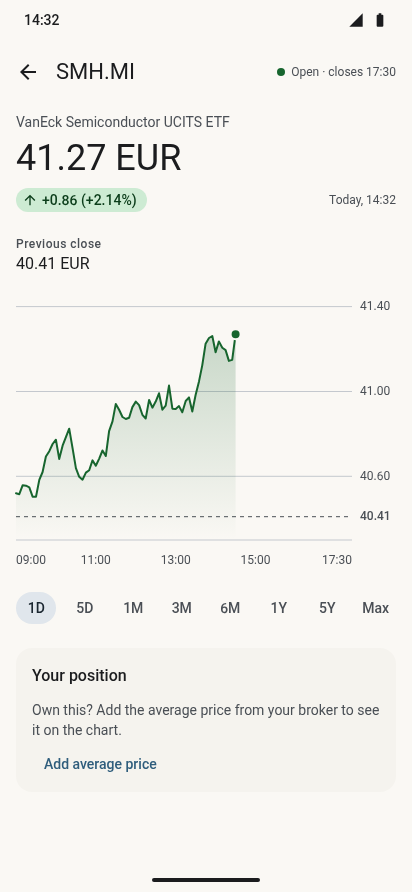 14:32
SMH.MI
Open · closes 17:30
VanEck Semiconductor UCITS ETF
41.27 EUR
+0.86 (+2.14%)
Today, 14:32
Previous close
40.41 EUR
41.40
41.00
40.60
40.41
09:00 11:00 13:00 15:00 17:30
1D 5D 1M 3M 6M 1Y 5Y Max
Your position
Own this? Add the average price from your broker to see
it on the chart.
Add average price